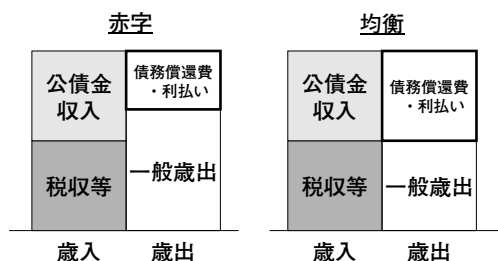 赤字
均衡
公債金
収入
債務償還費
・利払い
税収等
一般歳出
公債金
収入
債務償還費
・利払い
税収等
一般歳出
歳入 歳出
歳入 歳出